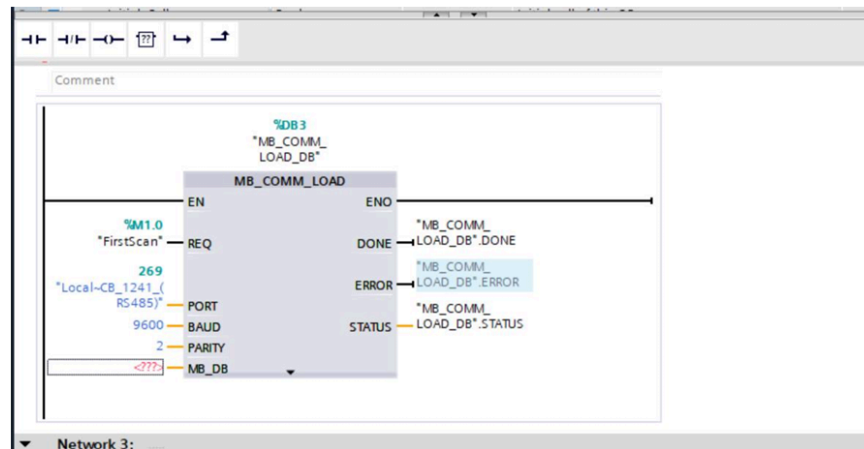 ??
Comment
%DB3
"MB_COMM_
LOAD_DB"
MB_COMM_LOAD
EN
ENO
%M1.0
"FirstScan"
REQ
DONE
"MB_COMM_
LOAD_DB".DONE
269
"Local~CB_1241_(
RS485)"
PORT
ERROR
"MB_COMM_
LOAD_DB".ERROR
9600
BAUD
STATUS
"MB_COMM_
LOAD_DB".STATUS
2
PARITY
<???>
MB_DB
Network 3: